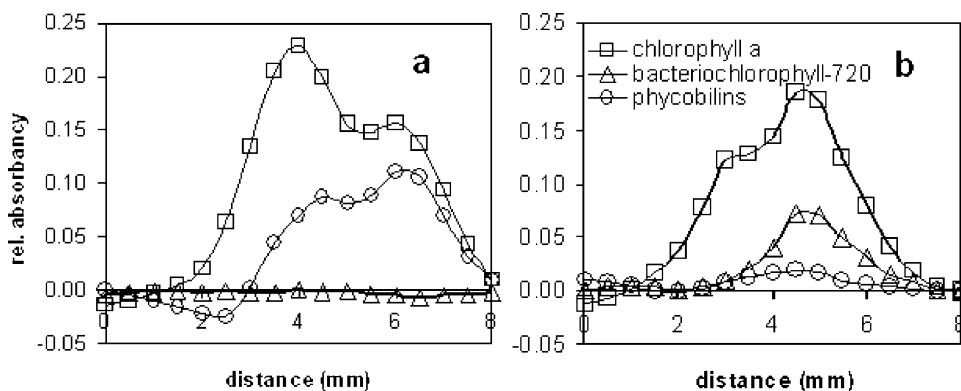 0.25
0.20
0.15
0.10
0.05
0.00
-0.05
rel. absorbancy
a
0 2 4 6 8
distance (mm)
0.25
0.20
0.15
0.10
0.05
0.00
-0.05
chlorophyll a
bacteriochlorophyll-720
phycobilins
b
0 2 4 6 8
distance (mm)